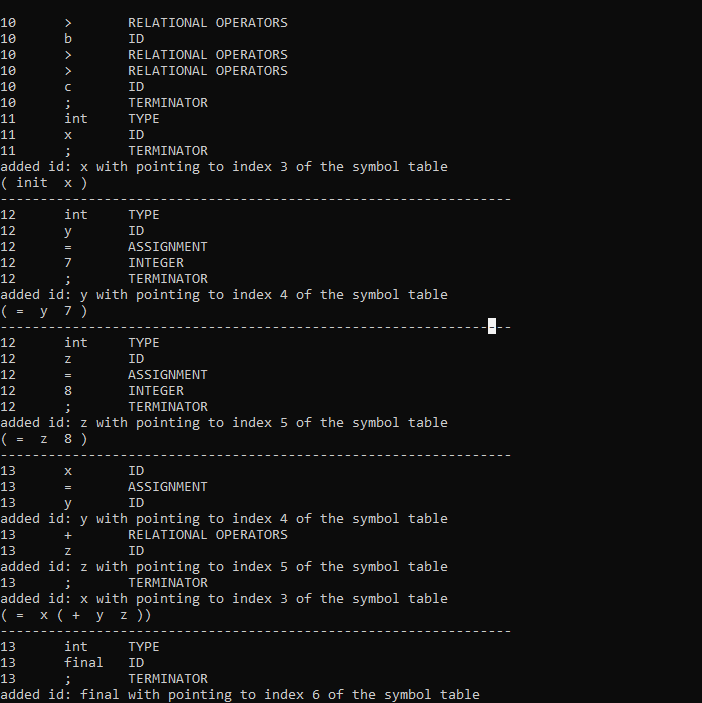 10      >       RELATIONAL OPERATORS
10      b       ID
10      >       RELATIONAL OPERATORS
10      >       RELATIONAL OPERATORS
10      c       ID
10      ;       TERMINATOR
11      int     TYPE
11      x       ID
11      ;       TERMINATOR
added id: x with pointing to index 3 of the symbol table
( init  x )
----------------------------------------------------------------
12      int     TYPE
12      y       ID
12      =       ASSIGNMENT
12      7       INTEGER
12      ;       TERMINATOR
added id: y with pointing to index 4 of the symbol table
( =  y  7 )
----------------------------------------------------------------
12      int     TYPE
12      z       ID
12      =       ASSIGNMENT
12      8       INTEGER
12      ;       TERMINATOR
added id: z with pointing to index 5 of the symbol table
( =  z  8 )
----------------------------------------------------------------
13      x       ID
13      =       ASSIGNMENT
13      y       ID
added id: y with pointing to index 4 of the symbol table
13      +       RELATIONAL OPERATORS
13      z       ID
added id: z with pointing to index 5 of the symbol table
13      ;       TERMINATOR
added id: x with pointing to index 3 of the symbol table
( =  x ( +  y  z ))
----------------------------------------------------------------
13      int     TYPE
13      final   ID
13      ;       TERMINATOR
added id: final with pointing to index 6 of the symbol table